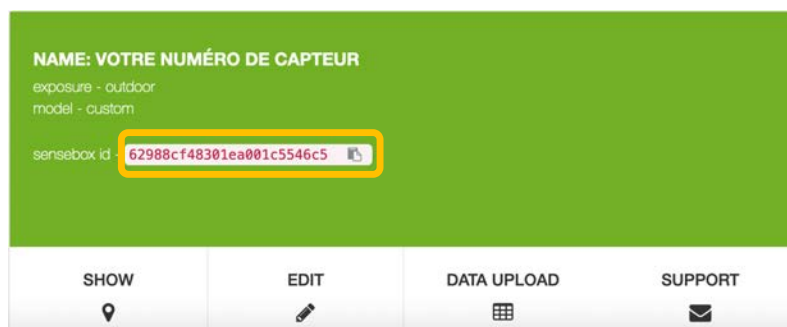 NAME: VOTRE NUMÉRO DE CAPTEUR
exposure - outdoor
model - custom
sensebox id - 62988cf48301ea001c5546c5
SHOW EDIT DATA UPLOAD SUPPORT